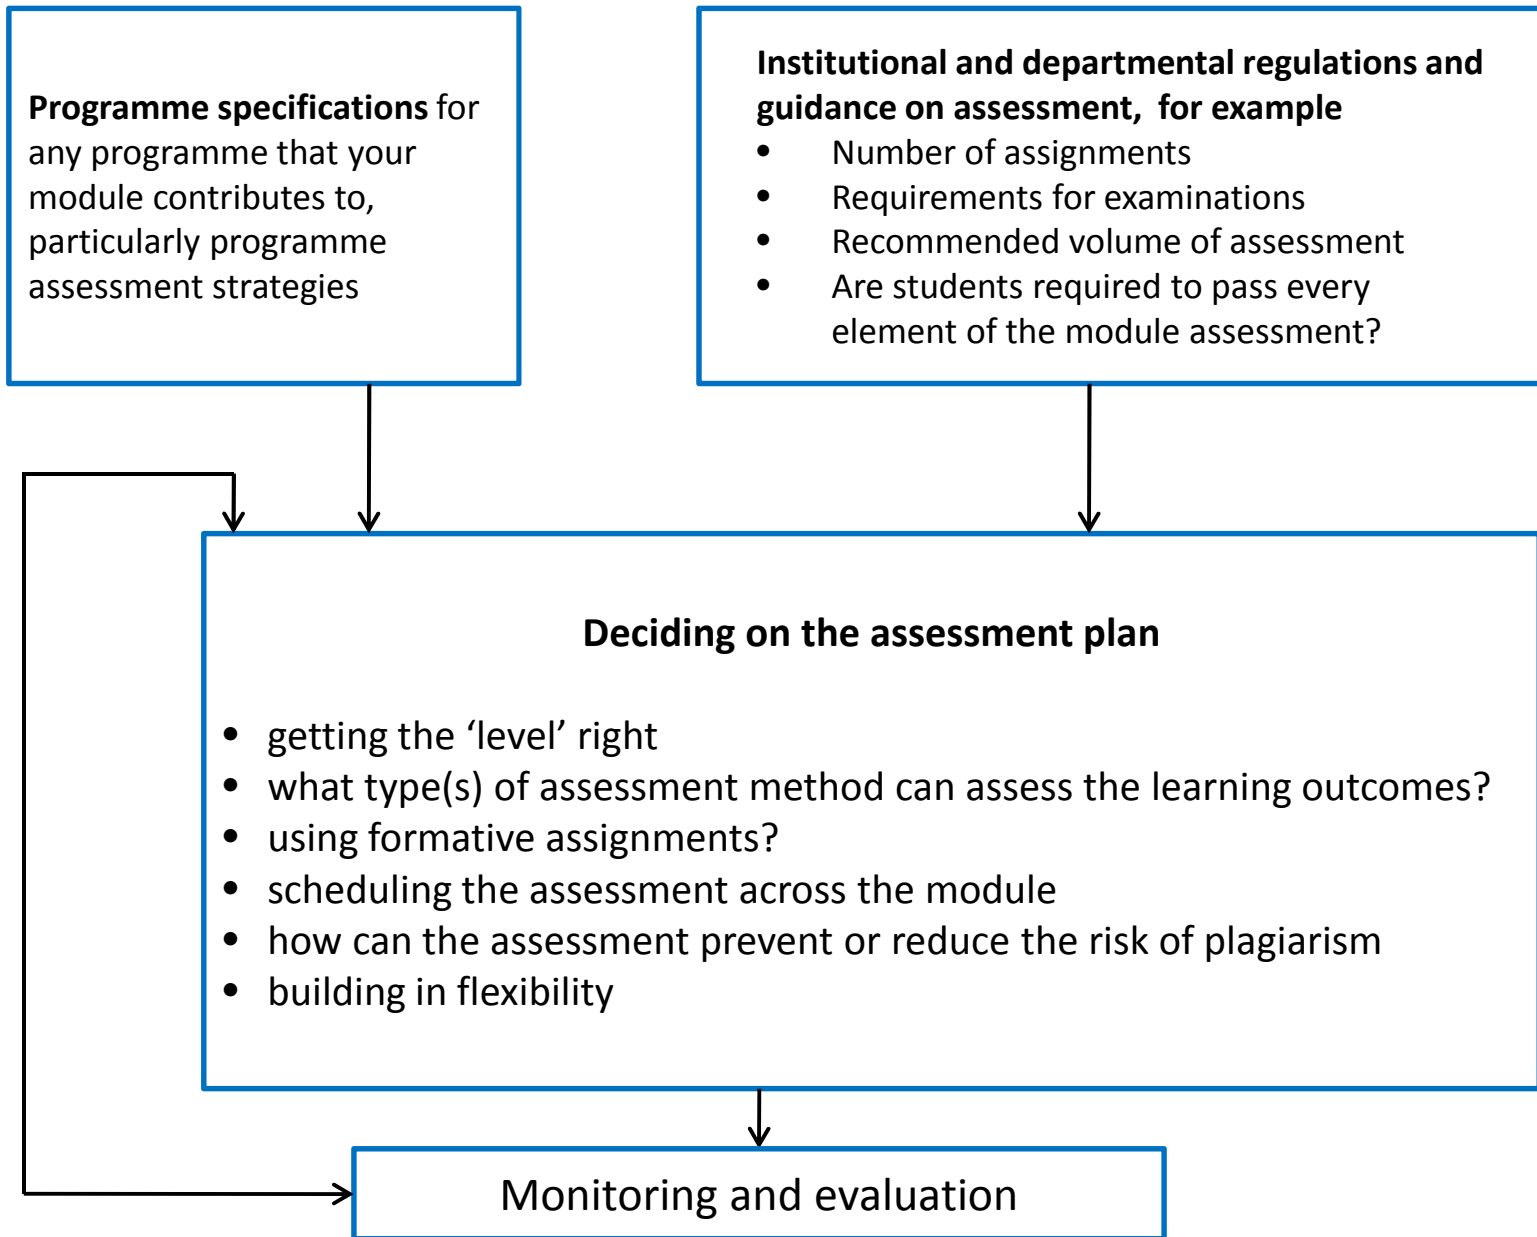 Programme specifications for
any programme that your
module contributes to,
particularly programme
assessment strategies
Institutional and departmental regulations and
guidance on assessment,  for example
• Number of assignments
• Requirements for examinations
• Recommended volume of assessment
• Are students required to pass every
element of the module assessment?
Deciding on the assessment plan
• getting the ‘level’ right
• what type(s) of assessment method can assess the learning outcomes?
• using formative assignments?
• scheduling the assessment across the module
• how can the assessment prevent or reduce the risk of plagiarism
• building in flexibility
Monitoring and evaluation